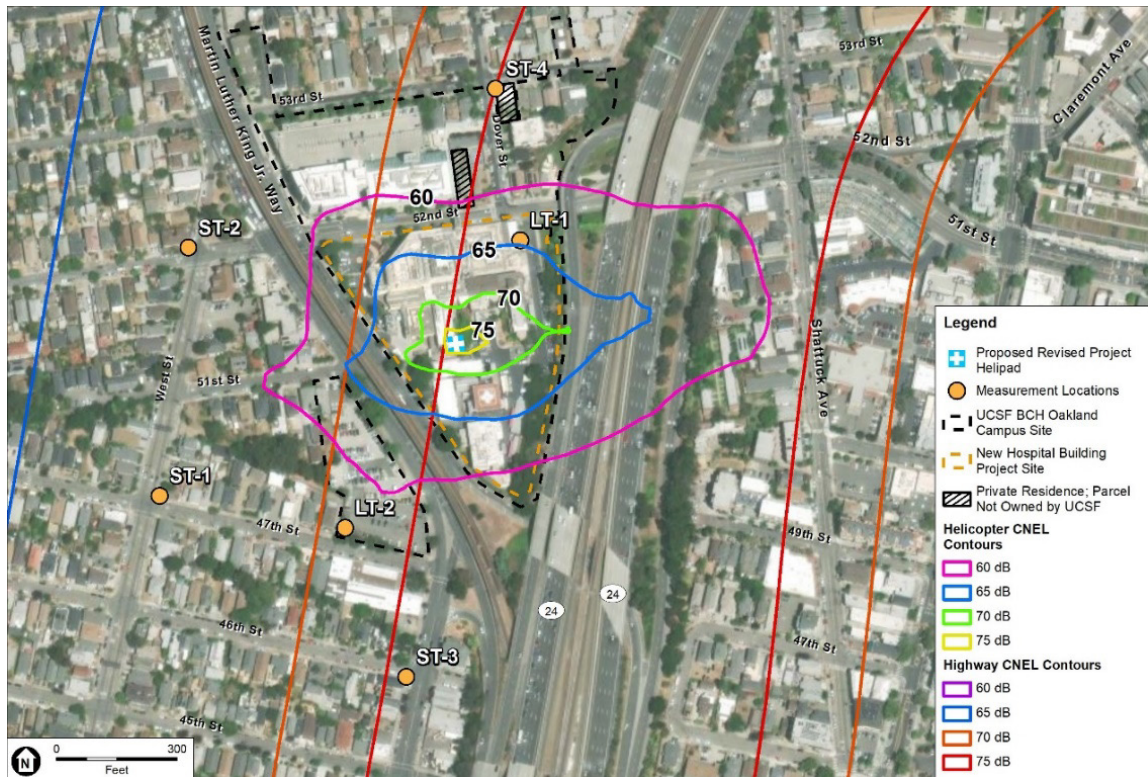 53rd St
ST-4
Claremont Ave
Martin Luther King Jr. Way
53rd St
Dover St
52nd St
60
52nd St
LT-1
51st St
ST-2
65
70
75
Shattuck Ave
51st St
West St
ST-1
LT-2
47th St
49th St
24
24
46th St
47th St
ST-3
45th St
Legend
Proposed Revised Project
Helipad
Measurement Locations
UCSF BCH Oakland
Campus Site
New Hospital Building
Project Site
Private Residence; Parcel
Not Owned by UCSF
Helicopter CNEL
Contours
60 dB
65 dB
70 dB
75 dB
Highway CNEL Contours
60 dB
65 dB
70 dB
75 dB
N
0 300
Feet